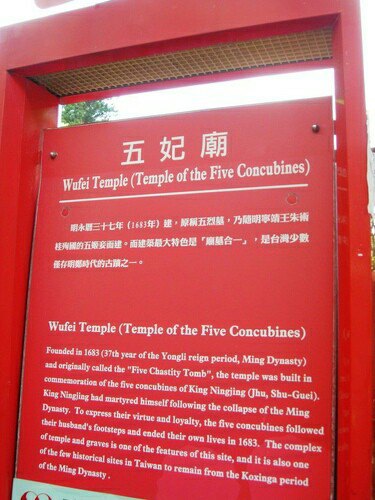 五妃廟
Wufei Temple (Temple of the Five Concubines)
明永曆三十七年（1683年）建，原稱五烈墓，乃隨明寧靖王朱術
桂殉國的五姬妾而建。而建築最大特色是『廟墓合一』，是台灣少數
僅存明鄭時代的古蹟之一。
Wufei Temple (Temple of the Five Concubines)
Founded in 1683 (37th year of the Yongli reign period, Ming Dynasty)
and originally called the "Five Chastity Tomb", the temple was built in
commemoration of the five concubines of King Ningjing (Jhu, Shu-Guei).
King Ningjing had martyred himself following the collapse of the Ming
Dynasty. To express their virtue and loyalty, the five concubines followed
their husband's footsteps and ended their own lives in 1683. The complex
of temple and graves is one of the features of this site, and it is also one
of the few historical sites in Taiwan to remain from the Koxinga period
of the Ming Dynasty .